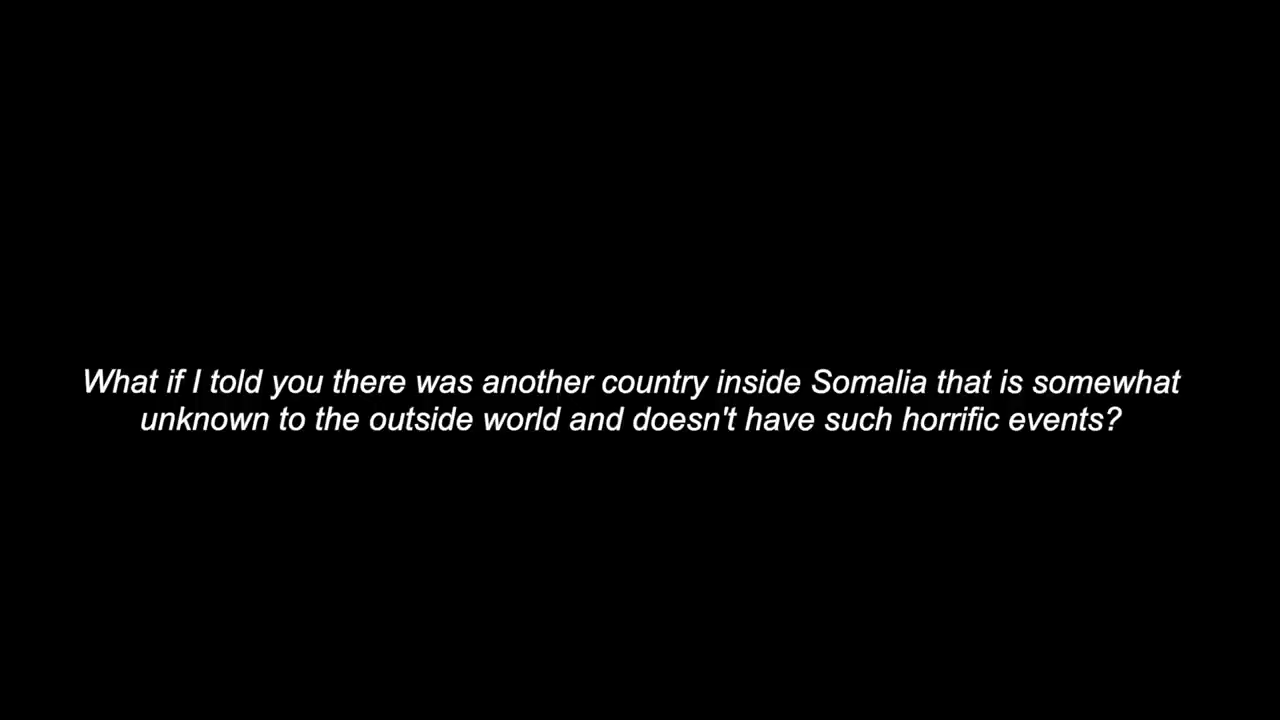 What if I told you there was another country inside Somalia that is somewhat
unknown to the outside world and doesn't have such horrific events?